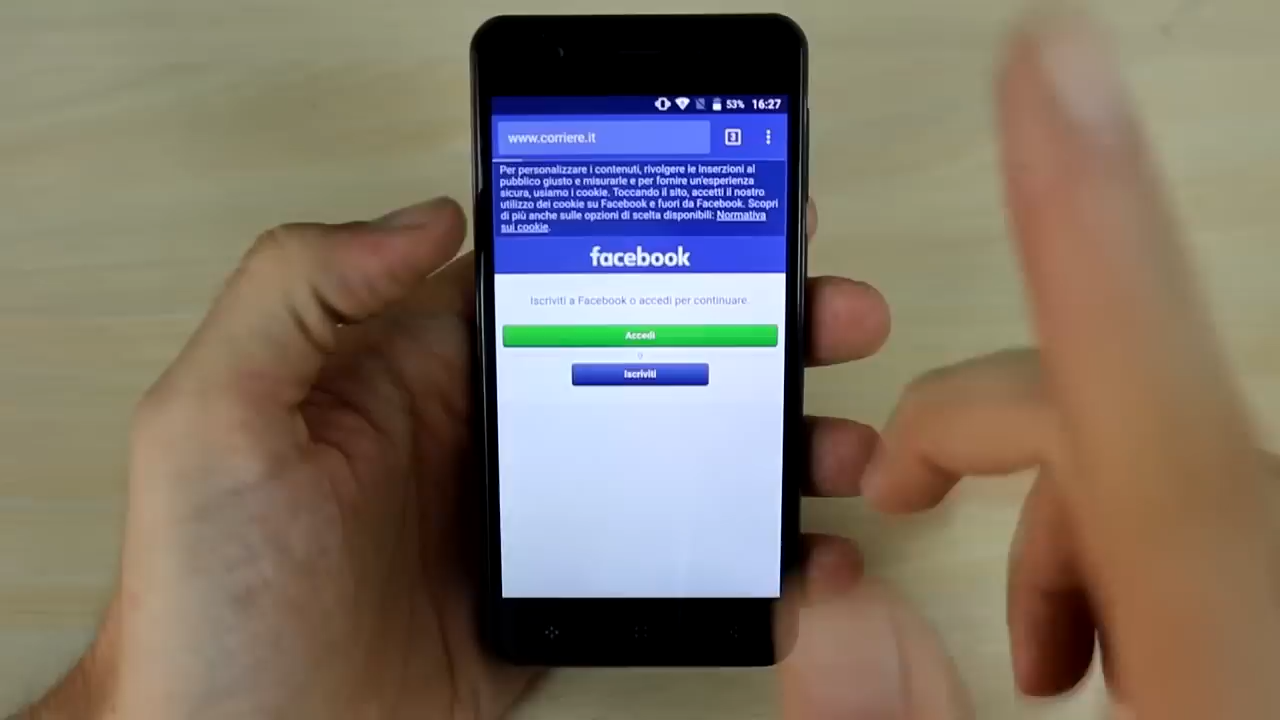 53% 16:27
www.corriere.it
3
Per personalizzare i contenuti, rivolgere le Inserzioni al
pubblico giusto e misurarle e per fornire un'esperienza
sicura, usiamo i cookie. Toccando il sito, accetti il nostro
utilizzo dei cookie su Facebook e fuori da Facebook. Scopri
di più anche sulle opzioni di scelta disponibili: Normativa
sui cookie.
facebook
Iscriviti a Facebook o accedi per continuare.
Accedi
o
Iscriviti